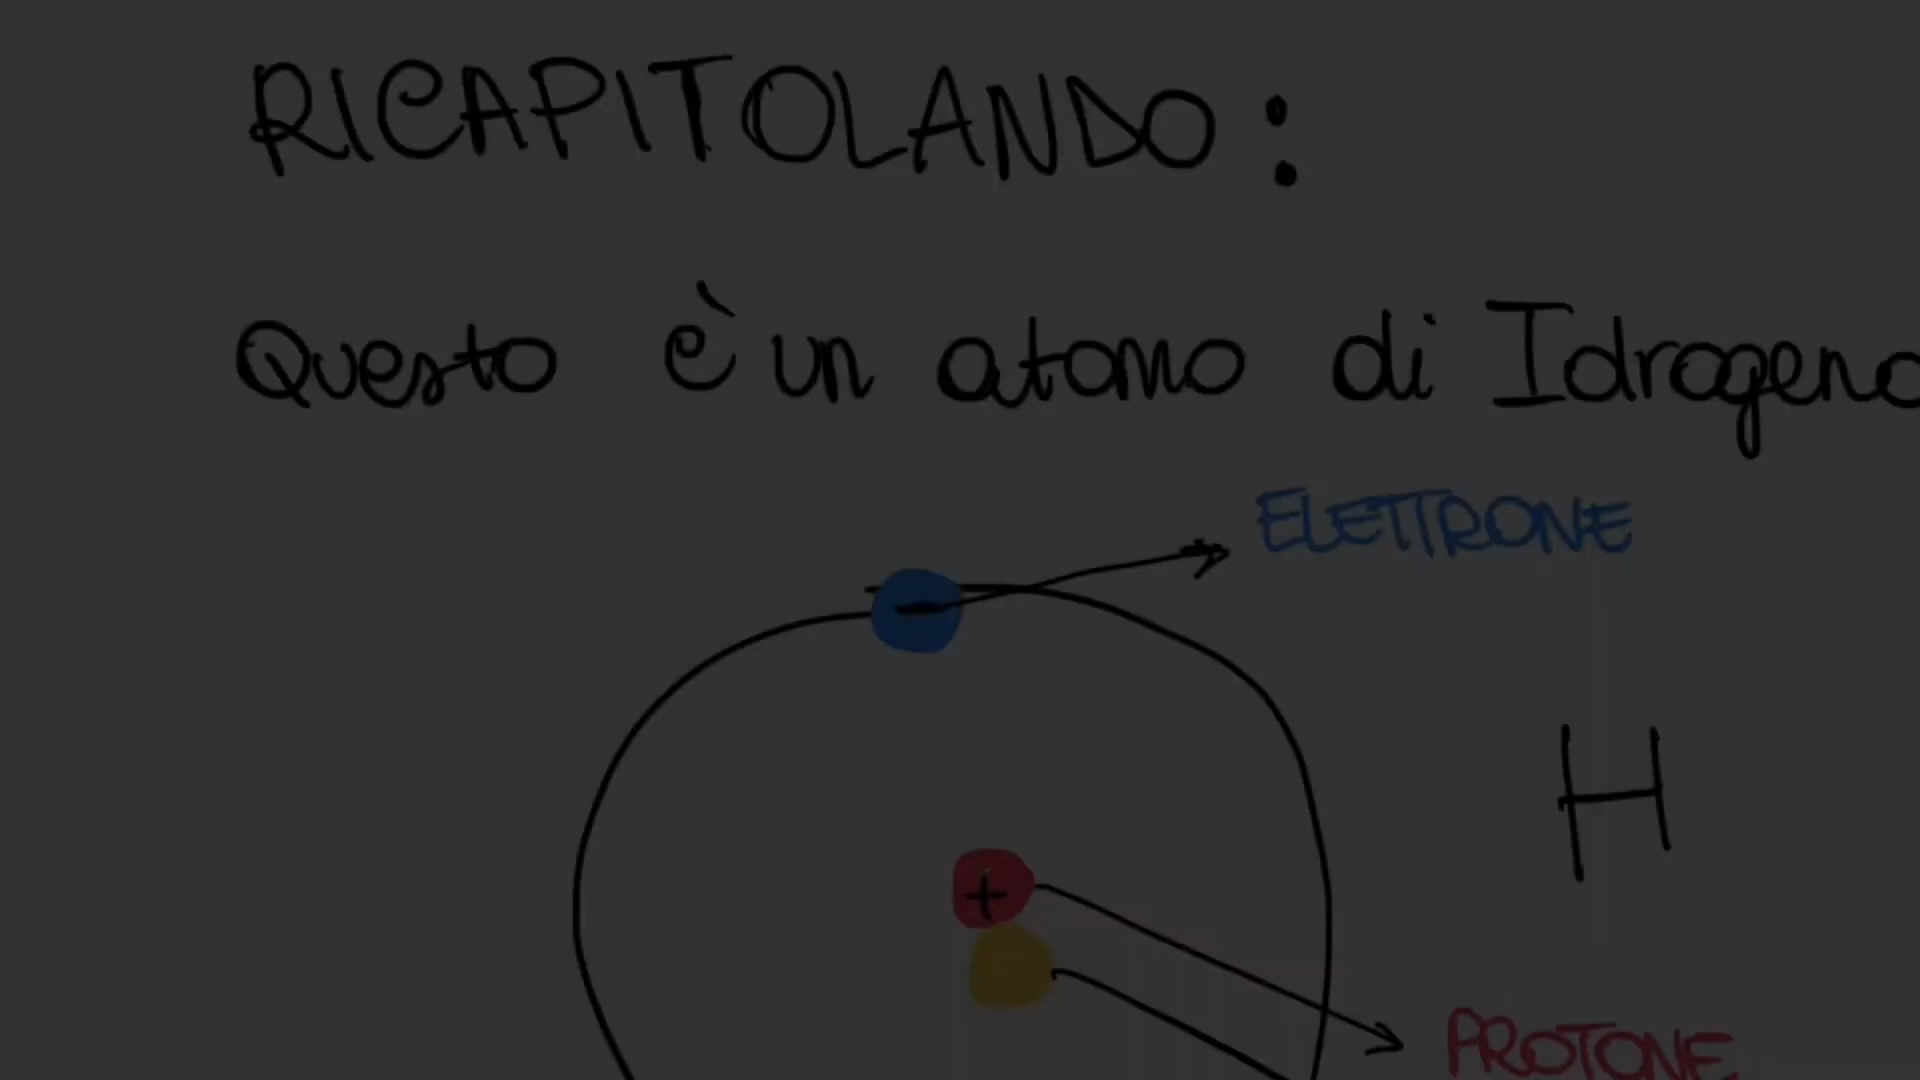 RICAPITOLANDO:
Questo è un atomo di Idrogeno
ELETTRONE
-
H
+
PROTONE